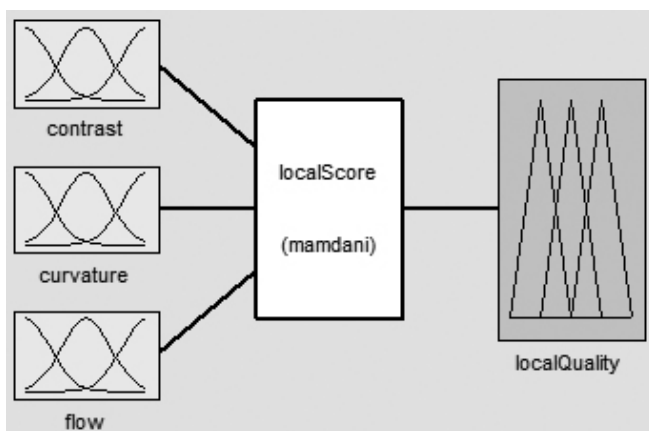 contrast
curvature
flow
localScore
(mamdani)
localQuality